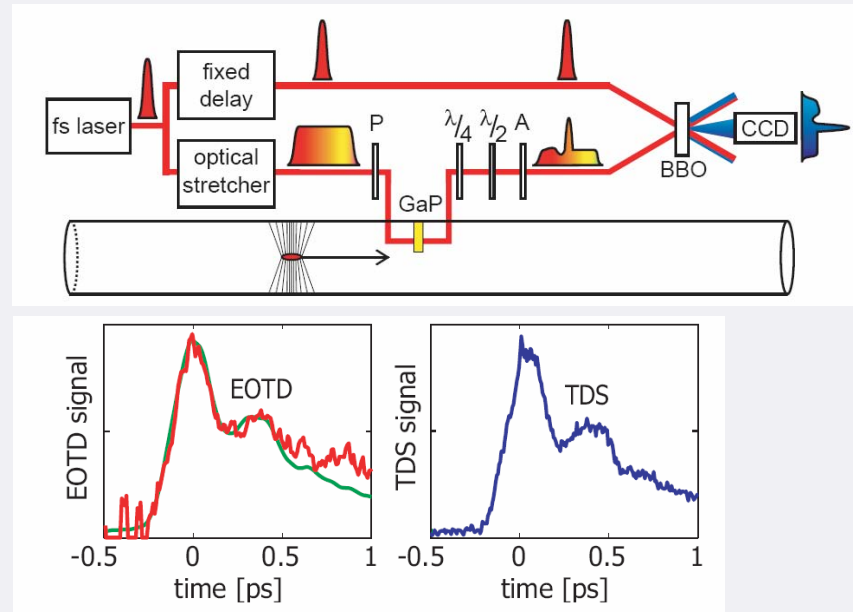 fs laser
fixed
delay
optical
stretcher
P
GaP
λ/4
λ/2
A
BBO
CCD
EOTD signal
EOTD
-0.5
0
0.5
1
time [ps]
TDS signal
TDS
-0.5
0
0.5
1
time [ps]